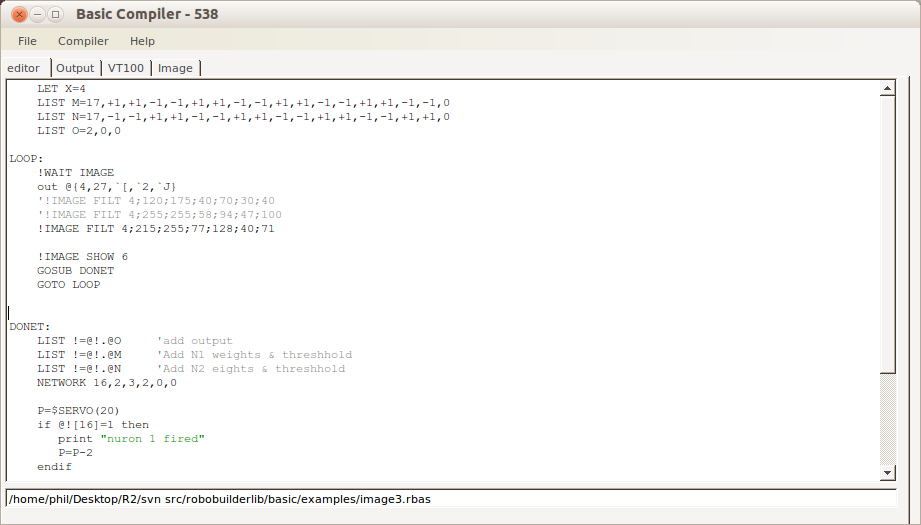 Basic Compiler - 538
File Compiler Help
editor Output VT100 Image
LET X=4
LIST M=17,+1,+1,-1,-1,+1,+1,-1,-1,+1,+1,-1,-1,+1,+1,-1,-1,0
LIST N=17,-1,-1,+1,+1,-1,-1,+1,+1,-1,-1,+1,+1,-1,-1,+1,+1,0
LIST O=2,0,0
LOOP:
!WAIT IMAGE
out @{4,27,`[,`2,`J}
'!IMAGE FILT 4;120;175;40;70;30;40
'!IMAGE FILT 4;255;255;58;94;47;100
!IMAGE FILT 4;215;255;77;128;40;71
!IMAGE SHOW 6
GOSUB DONET
GOTO LOOP
DONET:
LIST !=@!.@O 'add output
LIST !=@!.@M 'Add N1 weights & threshhold
LIST !=@!.@N 'Add N2 eights & threshhold
NETWORK 16,2,3,2,0,0
P=$SERVO(20)
if @![16]=1 then
print "nuron 1 fired"
P=P-2
endif
/home/phil/Desktop/R2/svn src/robobuilderlib/basic/examples/image3.rbas